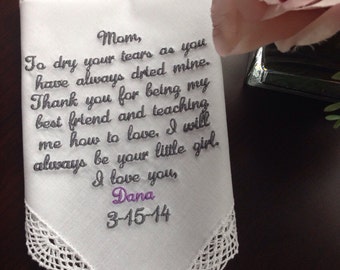 Mom,
To dry your tears as you
have always dried mine.
Thank you for being my
best friend and teaching
me how to love. I will
always be your little girl.
I love you,
Dana
3-15-14